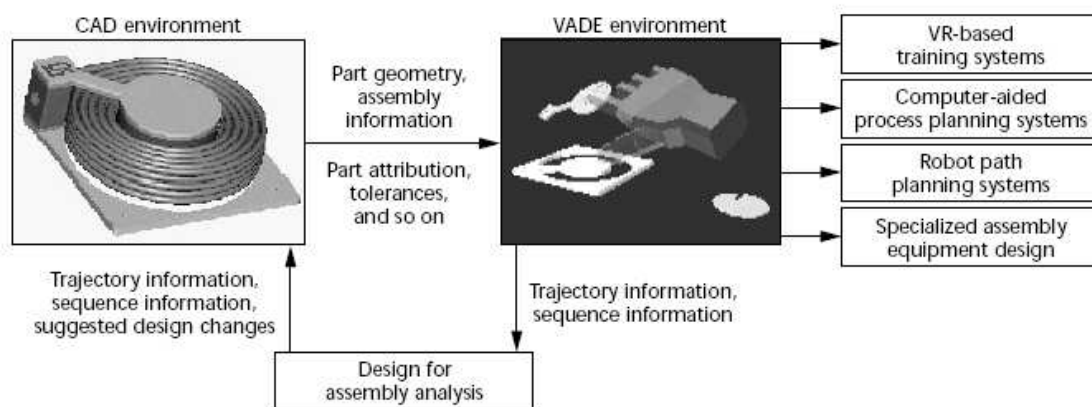 CAD environment
VADE environment
Part geometry,
assembly
information
Part attribution,
tolerances,
and so on
VR-based
training systems
Computer-aided
process planning systems
Robot path
planning systems
Specialized assembly
equipment design
Trajectory information,
sequence information,
suggested design changes
Trajectory information,
sequence information
Design for
assembly analysis